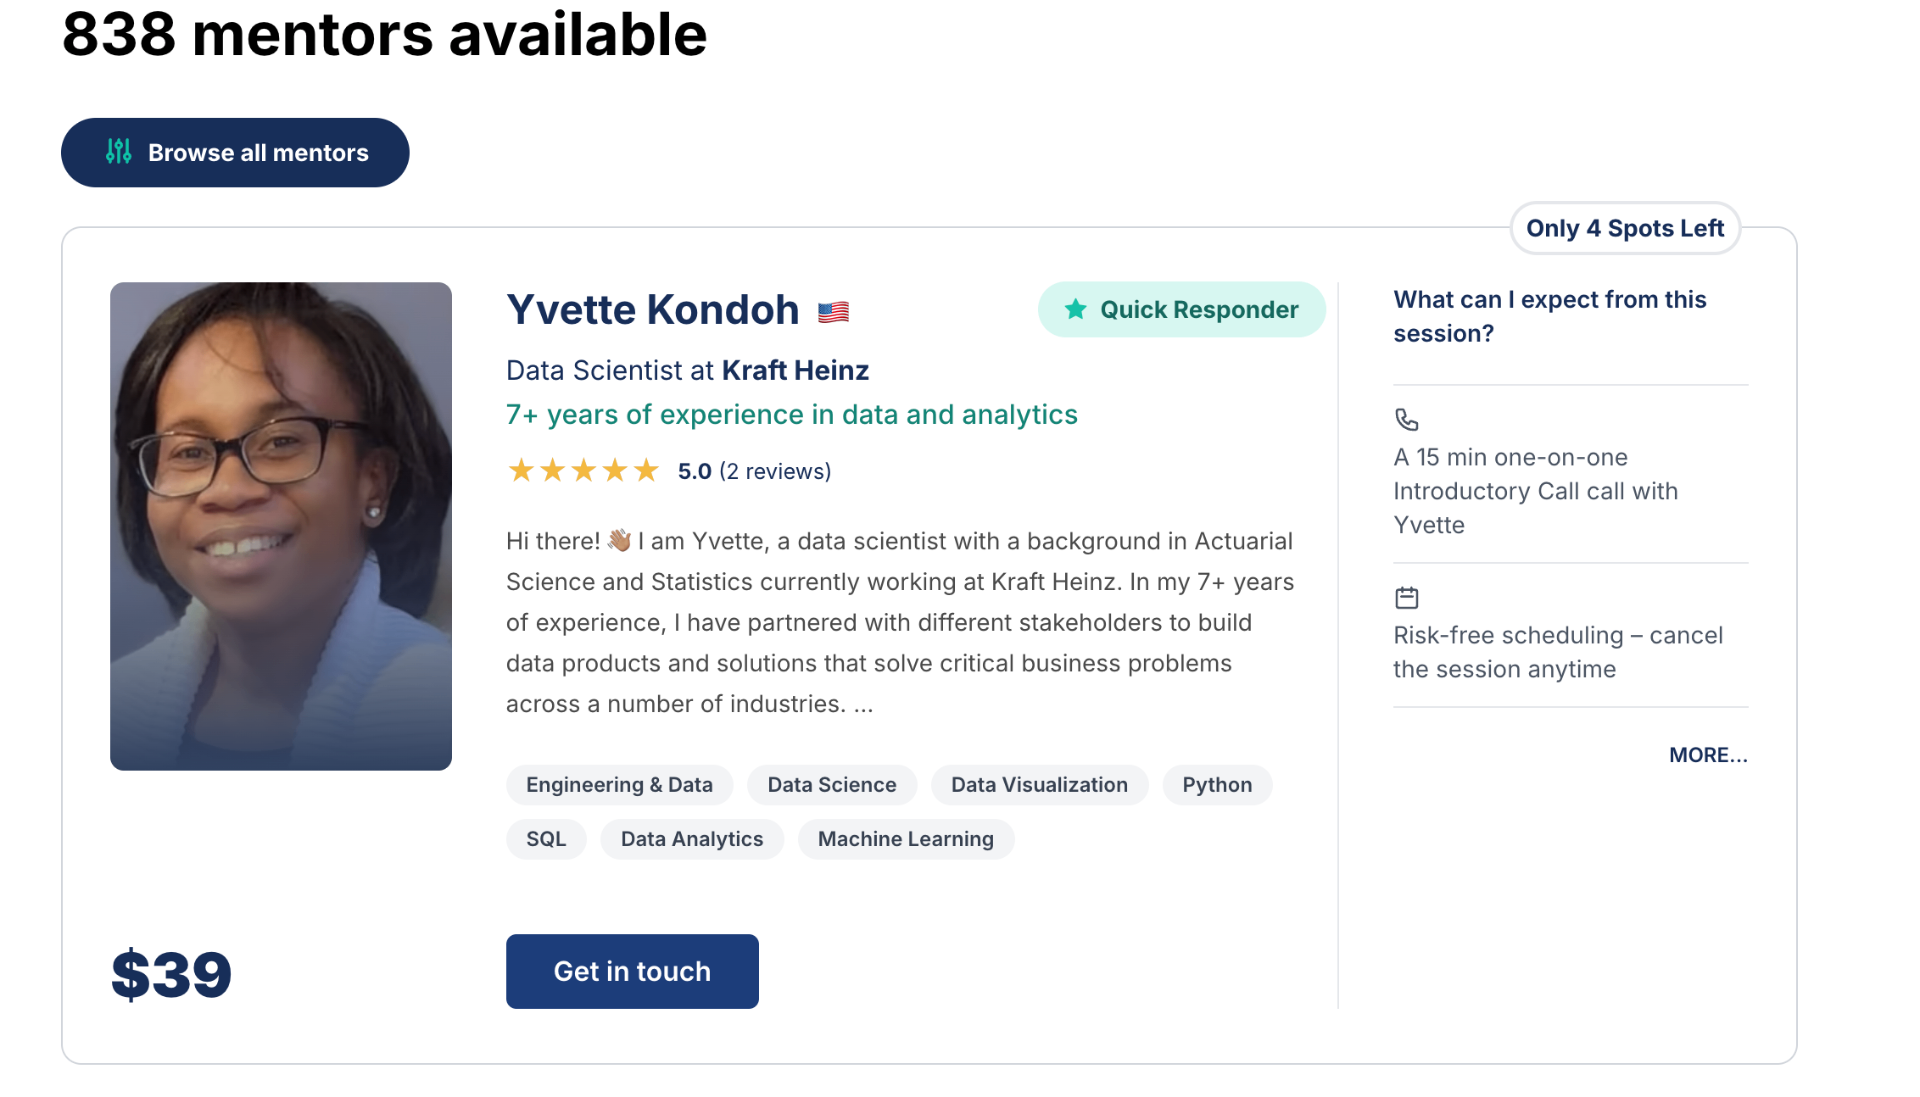 838 mentors available
Browse all mentors
Only 4 Spots Left
Yvette Kondoh 🇺🇸
Quick Responder
Data Scientist at Kraft Heinz
7+ years of experience in data and analytics
5.0 (2 reviews)
Hi there! 👋🏽 I am Yvette, a data scientist with a background in Actuarial
Science and Statistics currently working at Kraft Heinz. In my 7+ years
of experience, I have partnered with different stakeholders to build
data products and solutions that solve critical business problems
across a number of industries. ...
Engineering & Data
Data Science
Data Visualization
Python
SQL
Data Analytics
Machine Learning
$39
Get in touch
What can I expect from this
session?
A 15 min one-on-one
Introductory Call call with
Yvette
Risk-free scheduling – cancel
the session anytime
MORE...